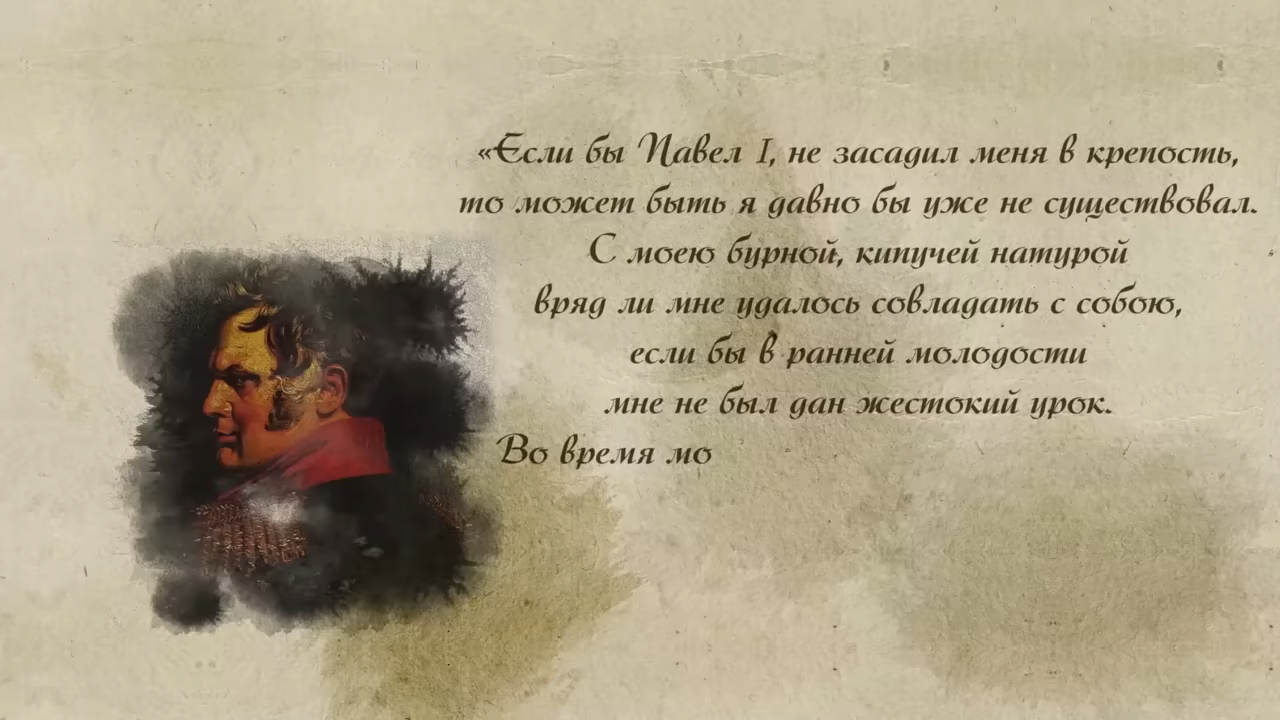 «Если бы Павел I, не засадил меня в крепость,
то может быть я давно бы уже не существовал.
С моею бурной, кипучей натурой
вряд ли мне удалось совладать с собою,
если бы в ранней молодости
мне не был дан жестокий урок.
Во время мо